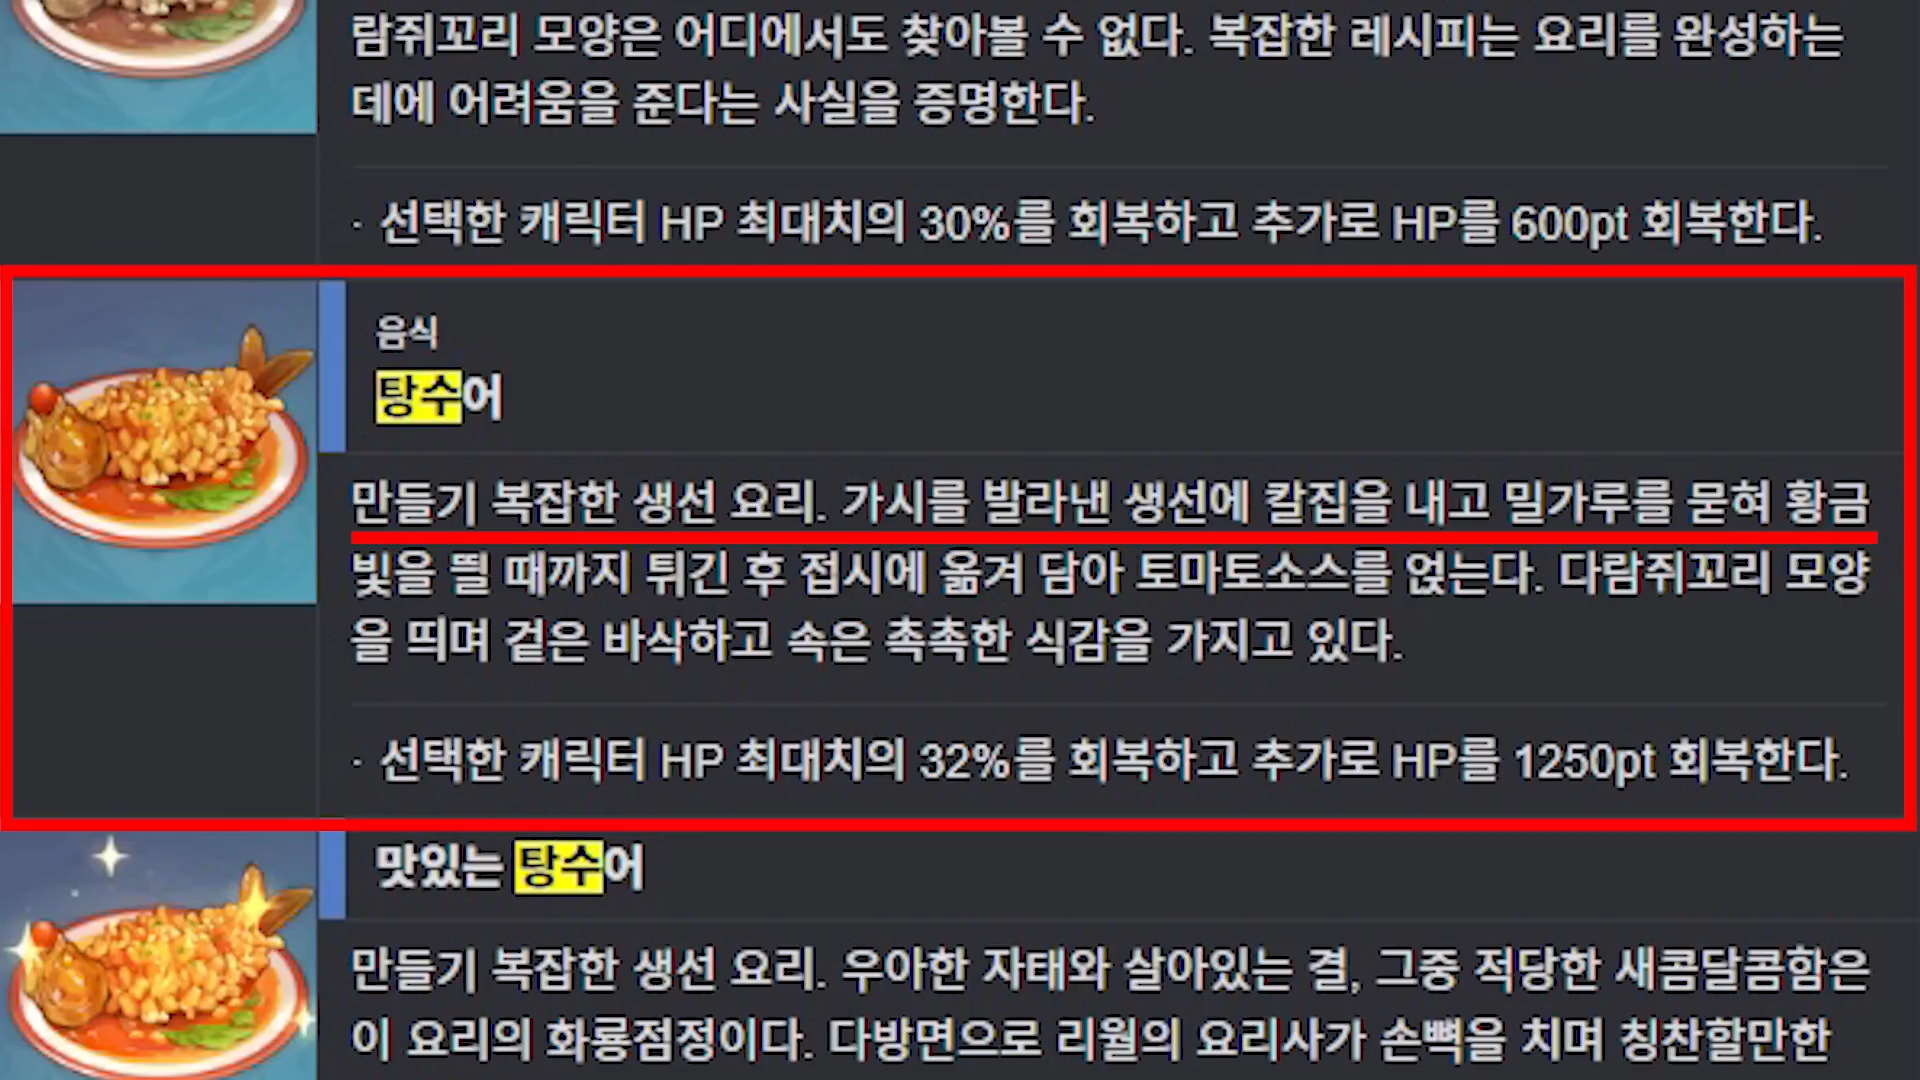 람쥐꼬리 모양은 어디에서도 찾아볼 수 없다. 복잡한 레시피는 요리를 완성하는
데에 어려움을 준다는 사실을 증명한다.
· 선택한 캐릭터 HP 최대치의 30%를 회복하고 추가로 HP를 600pt 회복한다.
음식
탕수어
만들기 복잡한 생선 요리. 가시를 발라낸 생선에 칼집을 내고 밀가루를 묻혀 황금
빛을 띌 때까지 튀긴 후 접시에 옮겨 담아 토마토소스를 얹는다. 다람쥐꼬리 모양
을 띄며 겉은 바삭하고 속은 촉촉한 식감을 가지고 있다.
· 선택한 캐릭터 HP 최대치의 32%를 회복하고 추가로 HP를 1250pt 회복한다.
맛있는 탕수어
만들기 복잡한 생선 요리. 우아한 자태와 살아있는 결, 그중 적당한 새콤달콤함은
이 요리의 화룡점정이다. 다방면으로 리월의 요리사가 손뼉을 치며 칭찬할만한